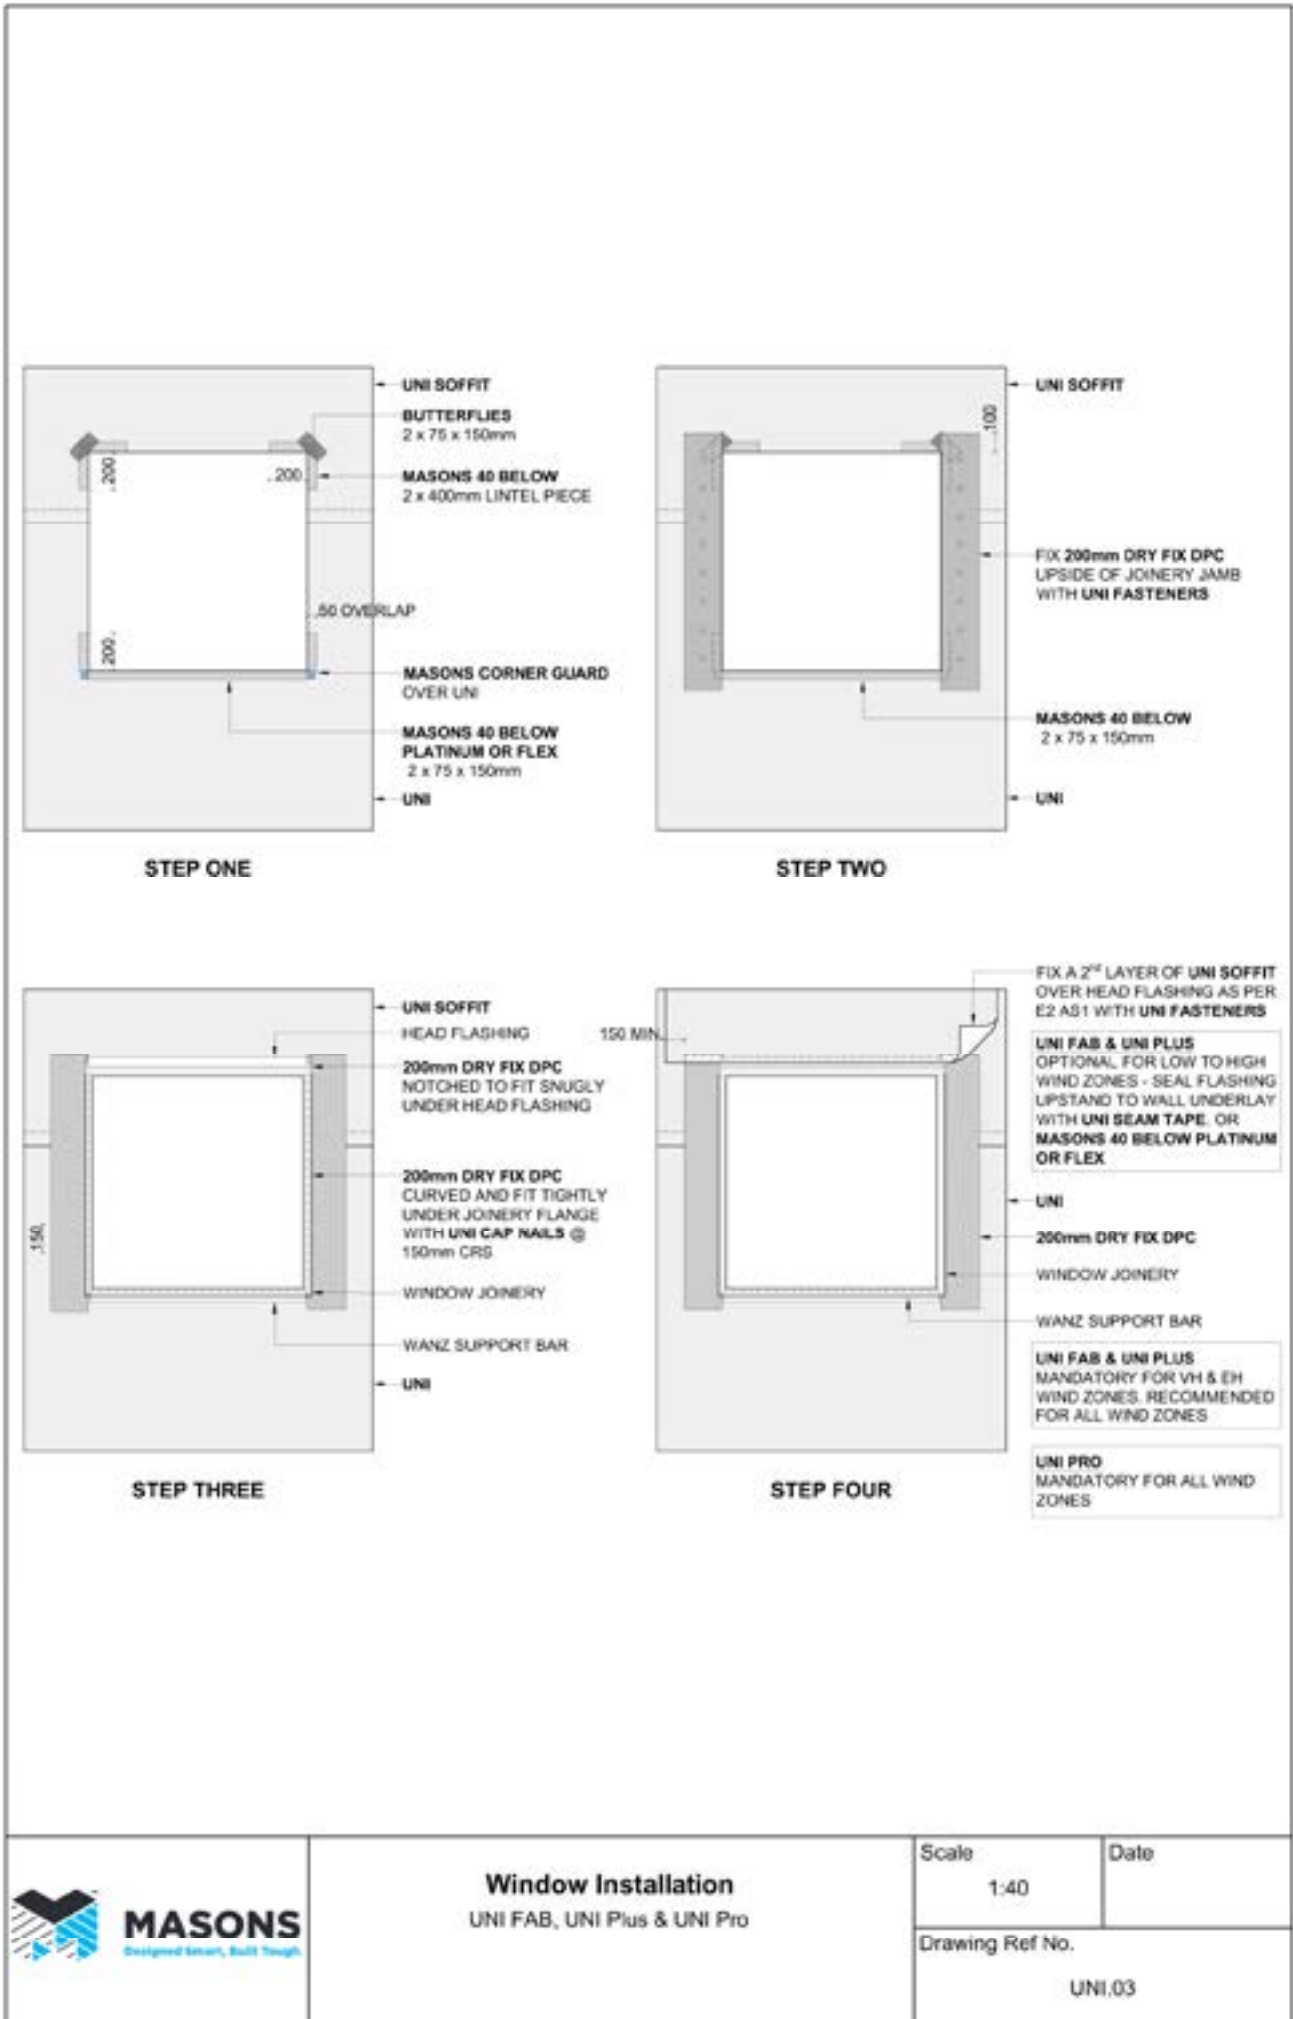 UNI SOFFIT
BUTTERFLIES
2 x 75 x 150mm
200
200
MASONS 40 BELOW
2 x 400mm LINTEL PIECE
50 OVERLAP
200
MASONS CORNER GUARD
OVER UNI
MASONS 40 BELOW
PLATINUM OR FLEX
2 x 75 x 150mm
UNI
STEP ONE
UNI SOFFIT
100
FIX 200mm DRY FIX DPC
UPSIDE OF JOINERY JAMB
WITH UNI FASTENERS
MASONS 40 BELOW
2 x 75 x 150mm
UNI
STEP TWO
UNI SOFFIT
HEAD FLASHING
200mm DRY FIX DPC
NOTCHED TO FIT SNUGLY
UNDER HEAD FLASHING
200mm DRY FIX DPC
CURVED AND FIT TIGHTLY
UNDER JOINERY FLANGE
WITH UNI CAP NAILS @
150mm CRS
150
WINDOW JOINERY
WANZ SUPPORT BAR
UNI
STEP THREE
150 MIN
FIX A 2ND LAYER OF UNI SOFFIT
OVER HEAD FLASHING AS PER
E2 AS1 WITH UNI FASTENERS
UNI FAB & UNI PLUS
OPTIONAL FOR LOW TO HIGH
WIND ZONES - SEAL FLASHING
UPSTAND TO WALL UNDERLAY
WITH UNI SEAM TAPE, OR
MASONS 40 BELOW PLATINUM
OR FLEX
UNI
200mm DRY FIX DPC
WINDOW JOINERY
WANZ SUPPORT BAR
UNI FAB & UNI PLUS
MANDATORY FOR VH & EH
WIND ZONES. RECOMMENDED
FOR ALL WIND ZONES
UNI PRO
MANDATORY FOR ALL WIND
ZONES
STEP FOUR
MASONS
Designed Smart, Built Tough
Window Installation
UNI FAB, UNI Plus & UNI Pro
Scale
1:40
Date
Drawing Ref No.
UNI.03